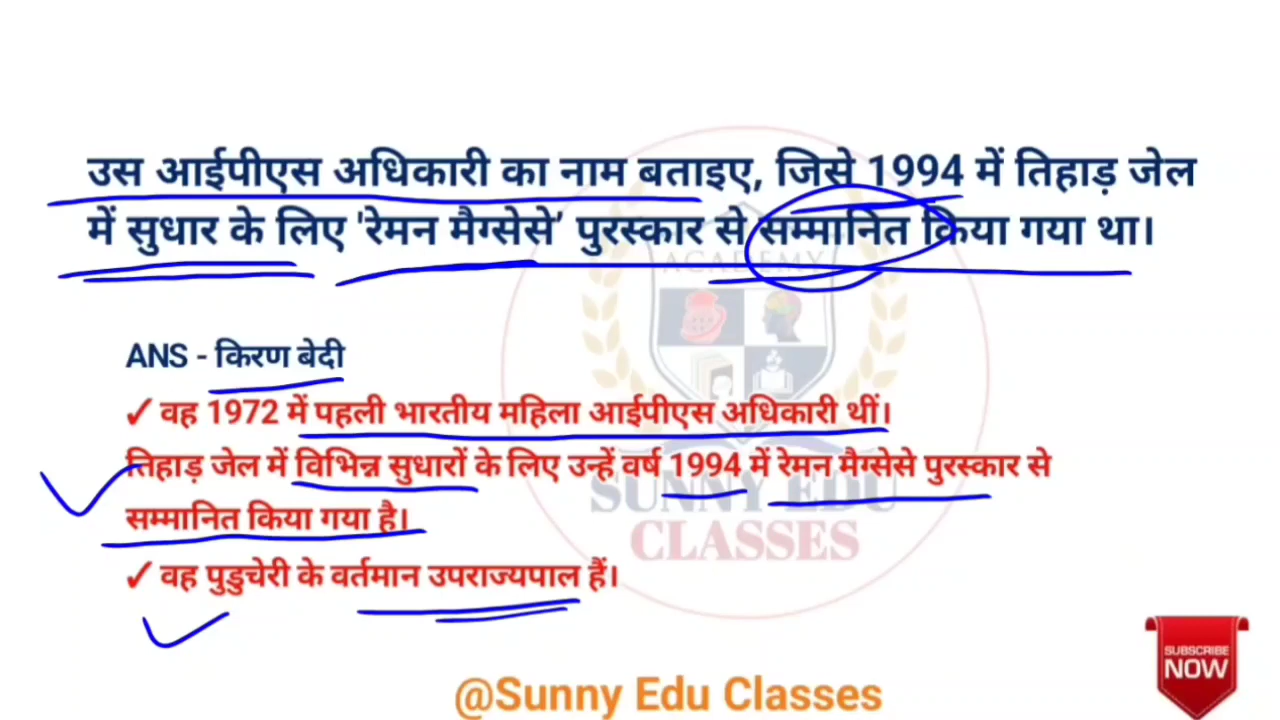 उस आईपीएस अधिकारी का नाम बताइए, जिसे 1994 में तिहाड़ जेल
में सुधार के लिए 'रेमन मैग्सेसे' पुरस्कार से सम्मानित किया गया था।
ACADEMY
ANS - किरण बेदी
✓ वह 1972 में पहली भारतीय महिला आईपीएस अधिकारी थीं।
तिहाड़ जेल में विभिन्न सुधारों के लिए उन्हें वर्ष 1994 में रेमन मैग्सेसे पुरस्कार से
SUNNY EDU
सम्मानित किया गया है।
CLASSES
✓ वह पुडुचेरी के वर्तमान उपराज्यपाल हैं।
SUBSCRIBE
NOW
@Sunny Edu Classes